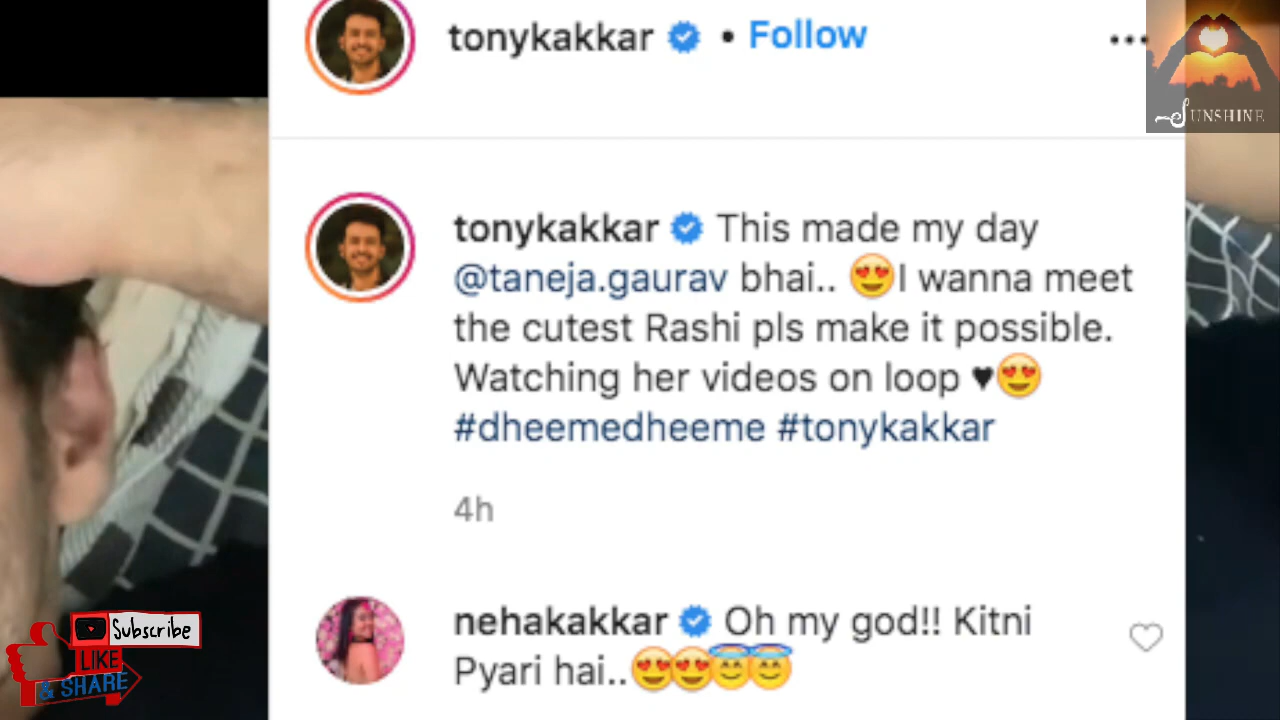 tonykakkar • Follow
SUNSHINE
tonykakkar This made my day
@taneja.gaurav bhai.. 😍I wanna meet
the cutest Rashi pls make it possible.
Watching her videos on loop ♥😍
#dheemedheeme #tonykakkar
4h
nehakakkar Oh my god!! Kitni
Pyari hai..😍😍😇😇
Subscribe
LIKE
& SHARE